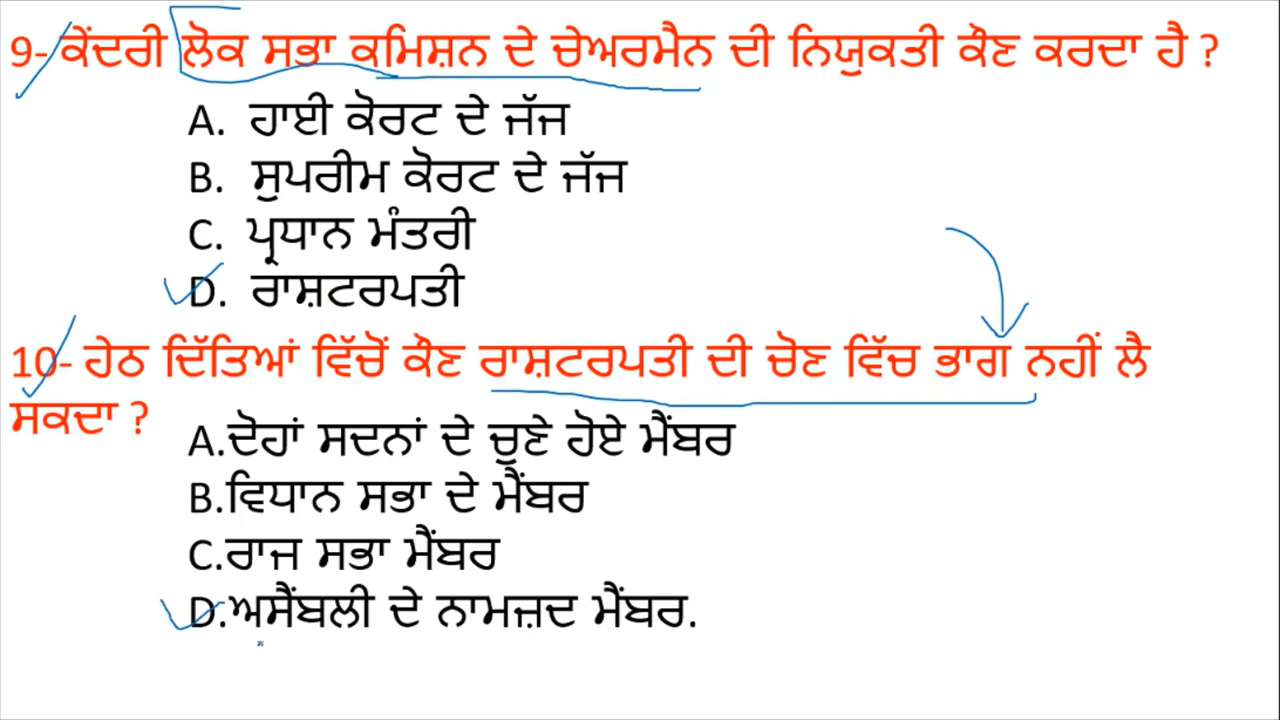 9- ਕੇਂਦਰੀ ਲੋਕ ਸਭਾ ਕਮਿਸ਼ਨ ਦੇ ਚੇਅਰਮੈਨ ਦੀ ਨਿਯੁਕਤੀ ਕੌਣ ਕਰਦਾ ਹੈ ?
A. ਹਾਈ ਕੋਰਟ ਦੇ ਜੱਜ
B. ਸੁਪਰੀਮ ਕੋਰਟ ਦੇ ਜੱਜ
C. ਪ੍ਰਧਾਨ ਮੰਤਰੀ
D. ਰਾਸ਼ਟਰਪਤੀ
10- ਹੇਠ ਦਿੱਤਿਆਂ ਵਿੱਚੋਂ ਕੌਣ ਰਾਸ਼ਟਰਪਤੀ ਦੀ ਚੋਣ ਵਿੱਚ ਭਾਗ ਨਹੀਂ ਲੈ
ਸਕਦਾ ?
A.ਦੋਹਾਂ ਸਦਨਾਂ ਦੇ ਚੁਣੇ ਹੋਏ ਮੈਂਬਰ
B.ਵਿਧਾਨ ਸਭਾ ਦੇ ਮੈਂਬਰ
C.ਰਾਜ ਸਭਾ ਮੈਂਬਰ
D.ਅਸੈਂਬਲੀ ਦੇ ਨਾਮਜ਼ਦ ਮੈਂਬਰ.